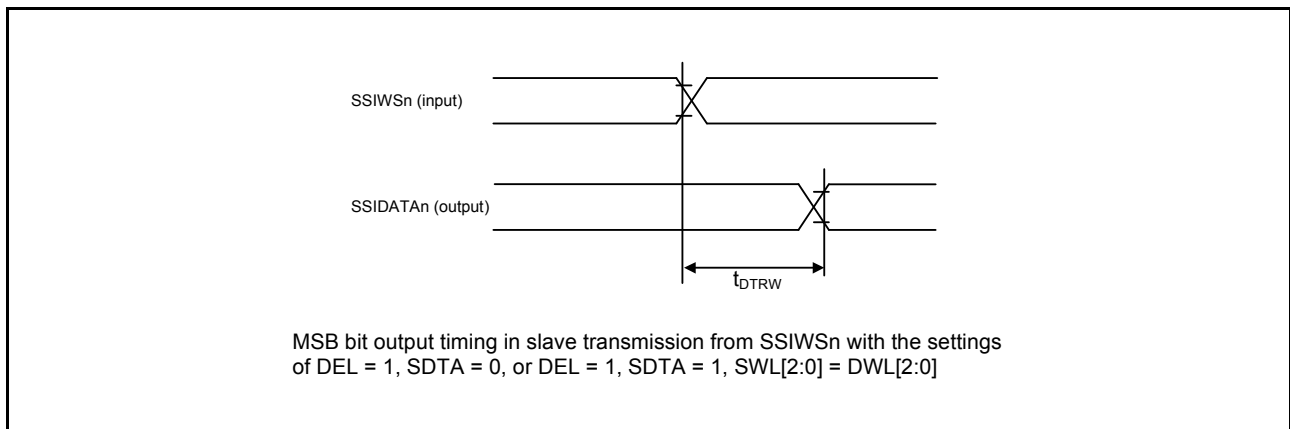 SSIWSn (input)
SSIDATAn (output)
tDTRW
MSB bit output timing in slave transmission from SSIWSn with the settings
of DEL = 1, SDTA = 0, or DEL = 1, SDTA = 1, SWL[2:0] = DWL[2:0]